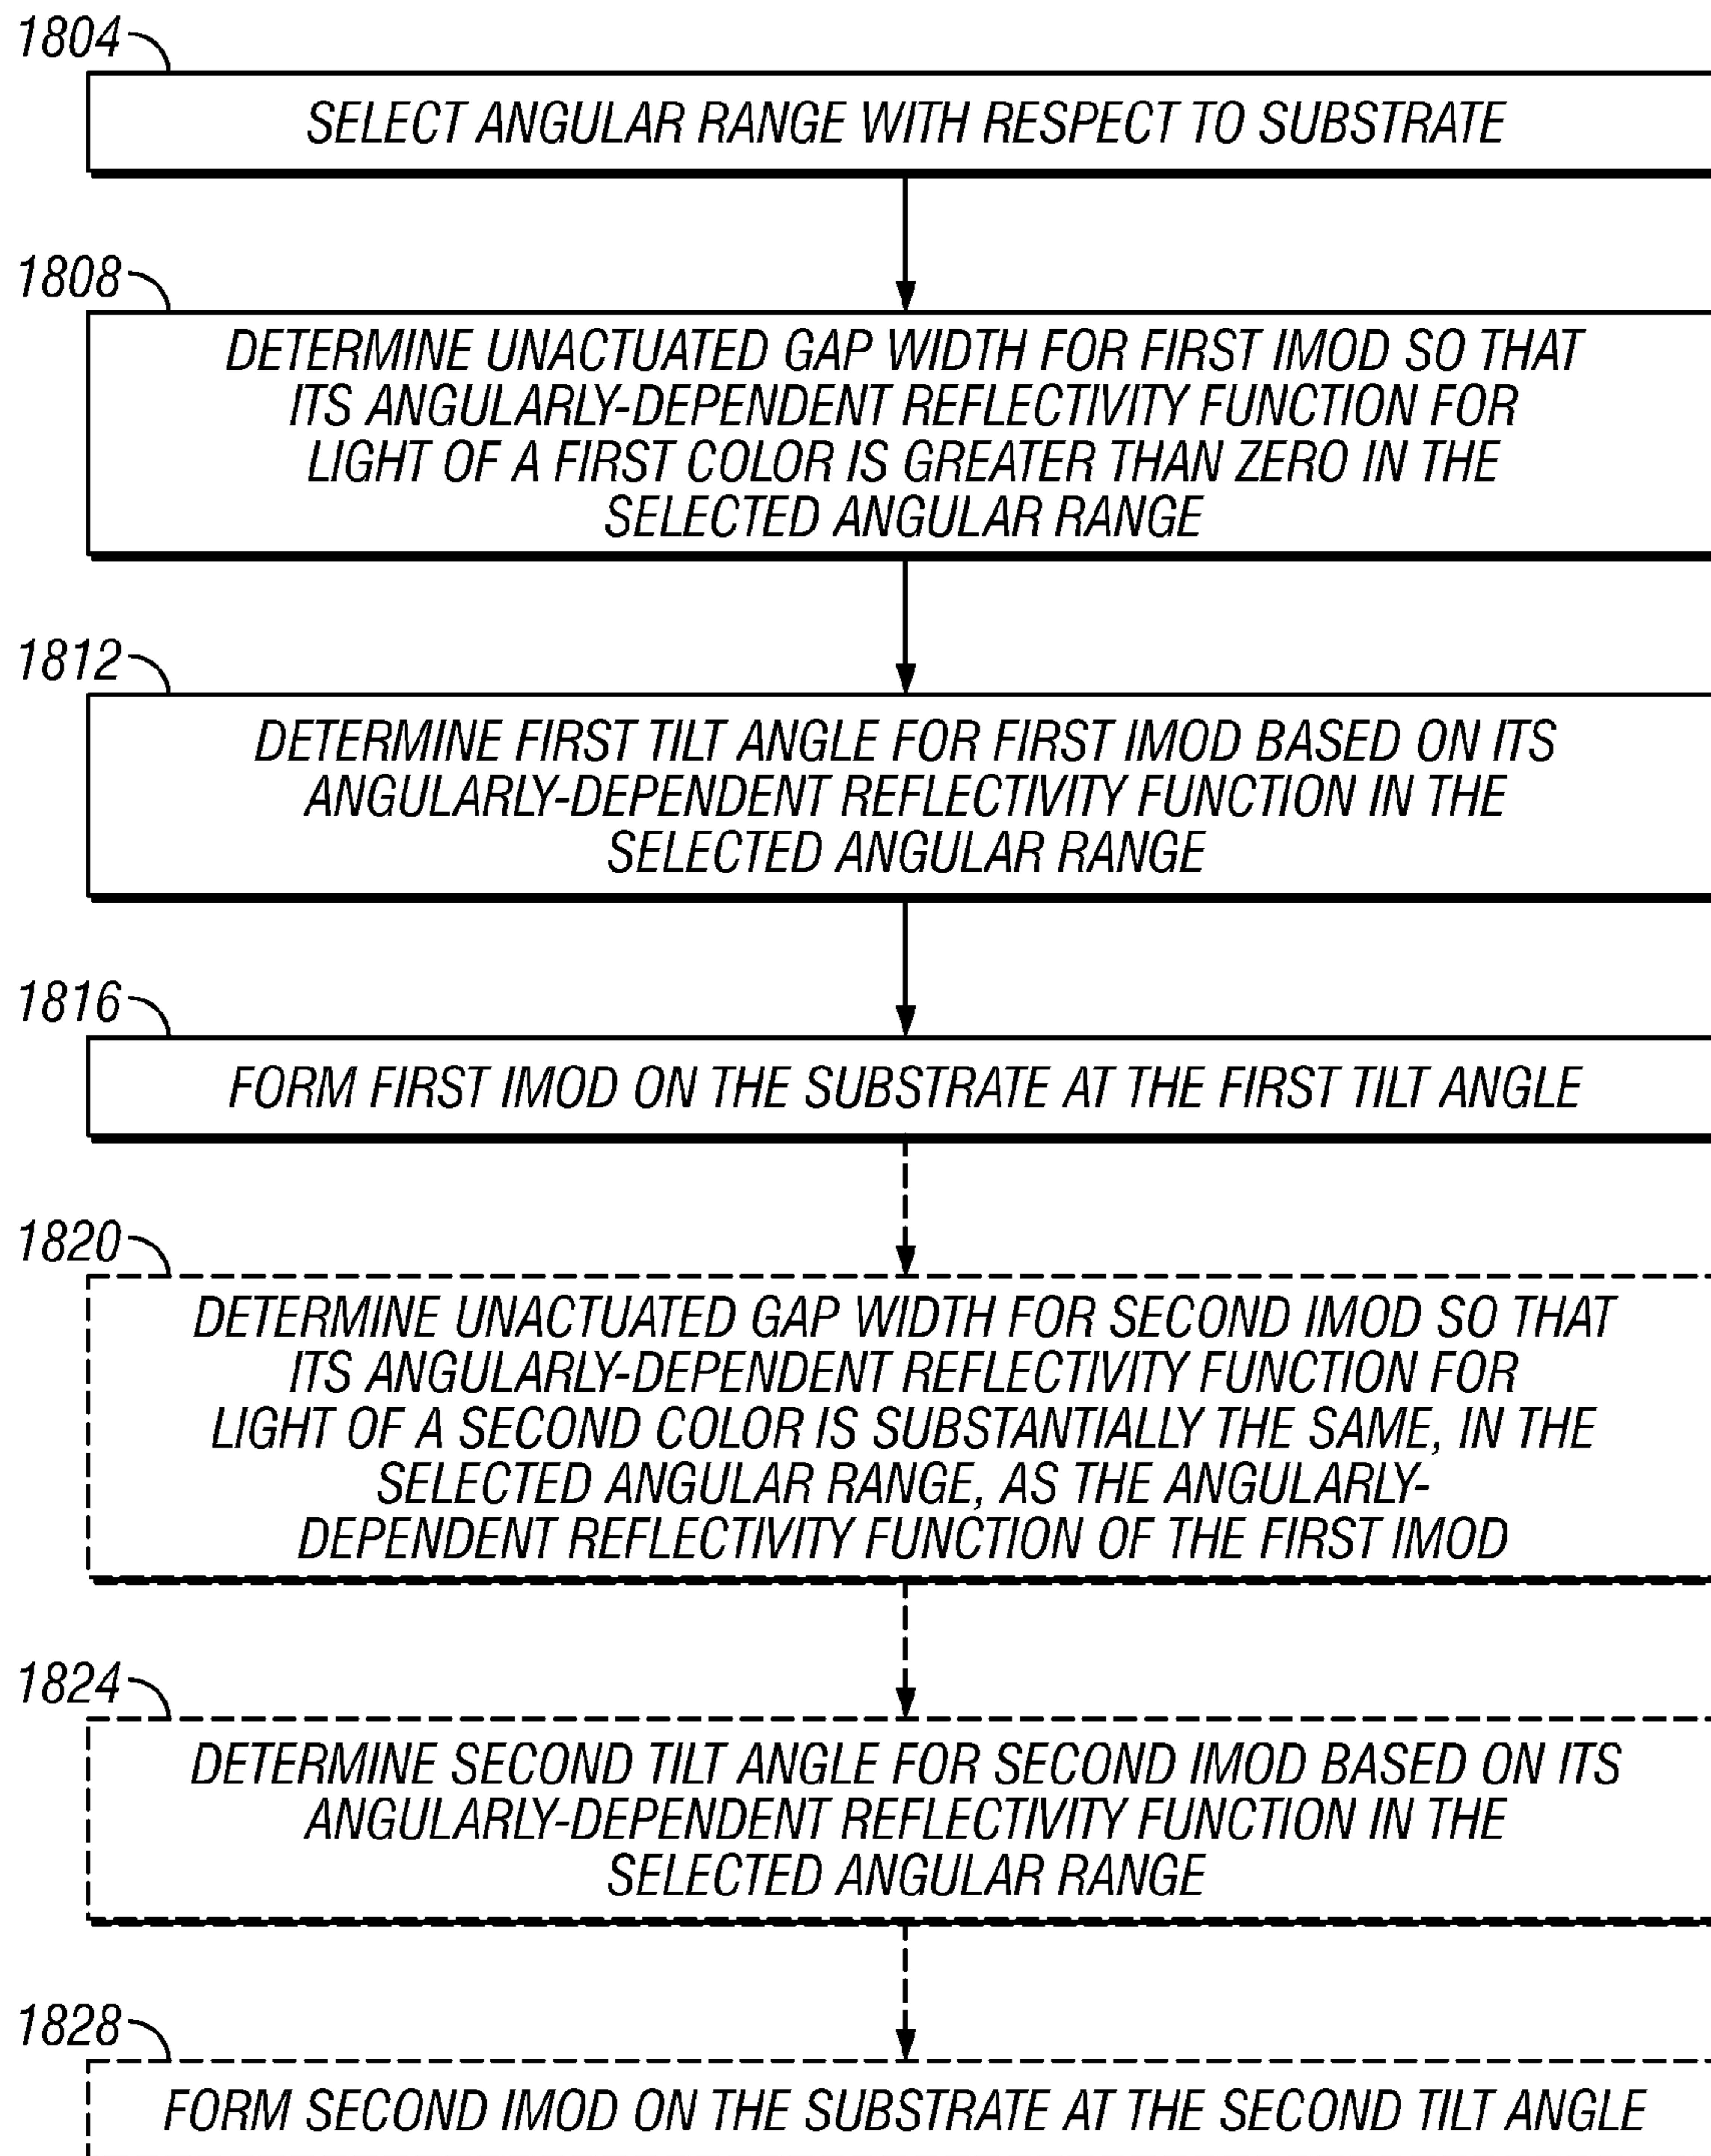 1804
SELECT ANGULAR RANGE WITH RESPECT TO SUBSTRATE
1808
DETERMINE UNACTUATED GAP WIDTH FOR FIRST IMOD SO THAT
ITS ANGULARLY-DEPENDENT REFLECTIVITY FUNCTION FOR
LIGHT OF A FIRST COLOR IS GREATER THAN ZERO IN THE
SELECTED ANGULAR RANGE
1812
DETERMINE FIRST TILT ANGLE FOR FIRST IMOD BASED ON ITS
ANGULARLY-DEPENDENT REFLECTIVITY FUNCTION IN THE
SELECTED ANGULAR RANGE
1816
FORM FIRST IMOD ON THE SUBSTRATE AT THE FIRST TILT ANGLE
1820
DETERMINE UNACTUATED GAP WIDTH FOR SECOND IMOD SO THAT
ITS ANGULARLY-DEPENDENT REFLECTIVITY FUNCTION FOR
LIGHT OF A SECOND COLOR IS SUBSTANTIALLY THE SAME, IN THE
SELECTED ANGULAR RANGE, AS THE ANGULARLY-
DEPENDENT REFLECTIVITY FUNCTION OF THE FIRST IMOD
1824
DETERMINE SECOND TILT ANGLE FOR SECOND IMOD BASED ON ITS
ANGULARLY-DEPENDENT REFLECTIVITY FUNCTION IN THE
SELECTED ANGULAR RANGE
1828
FORM SECOND IMOD ON THE SUBSTRATE AT THE SECOND TILT ANGLE